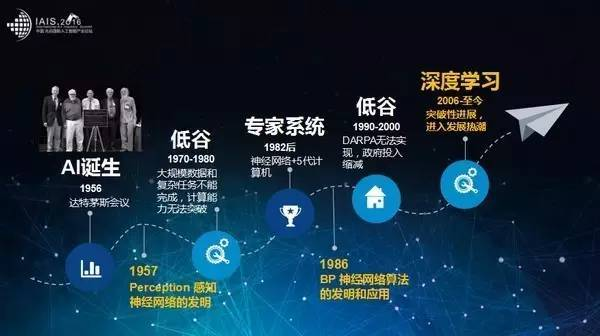 IAIS,2016
AI诞生
1956
达特茅斯会议
1957
Perception 感知
神经网络的发明
低谷
1970-1980
大规模数据和
复杂任务不能
完成，计算能
力无法突破
专家系统
1982后
神经网络+5代计
算机
1986
BP 神经网络算法
的发明和应用
低谷
1990-2000
DARPA无法实
现，政府投入
缩减
深度学习
2006-至今
突破性进展，
进入发展热潮